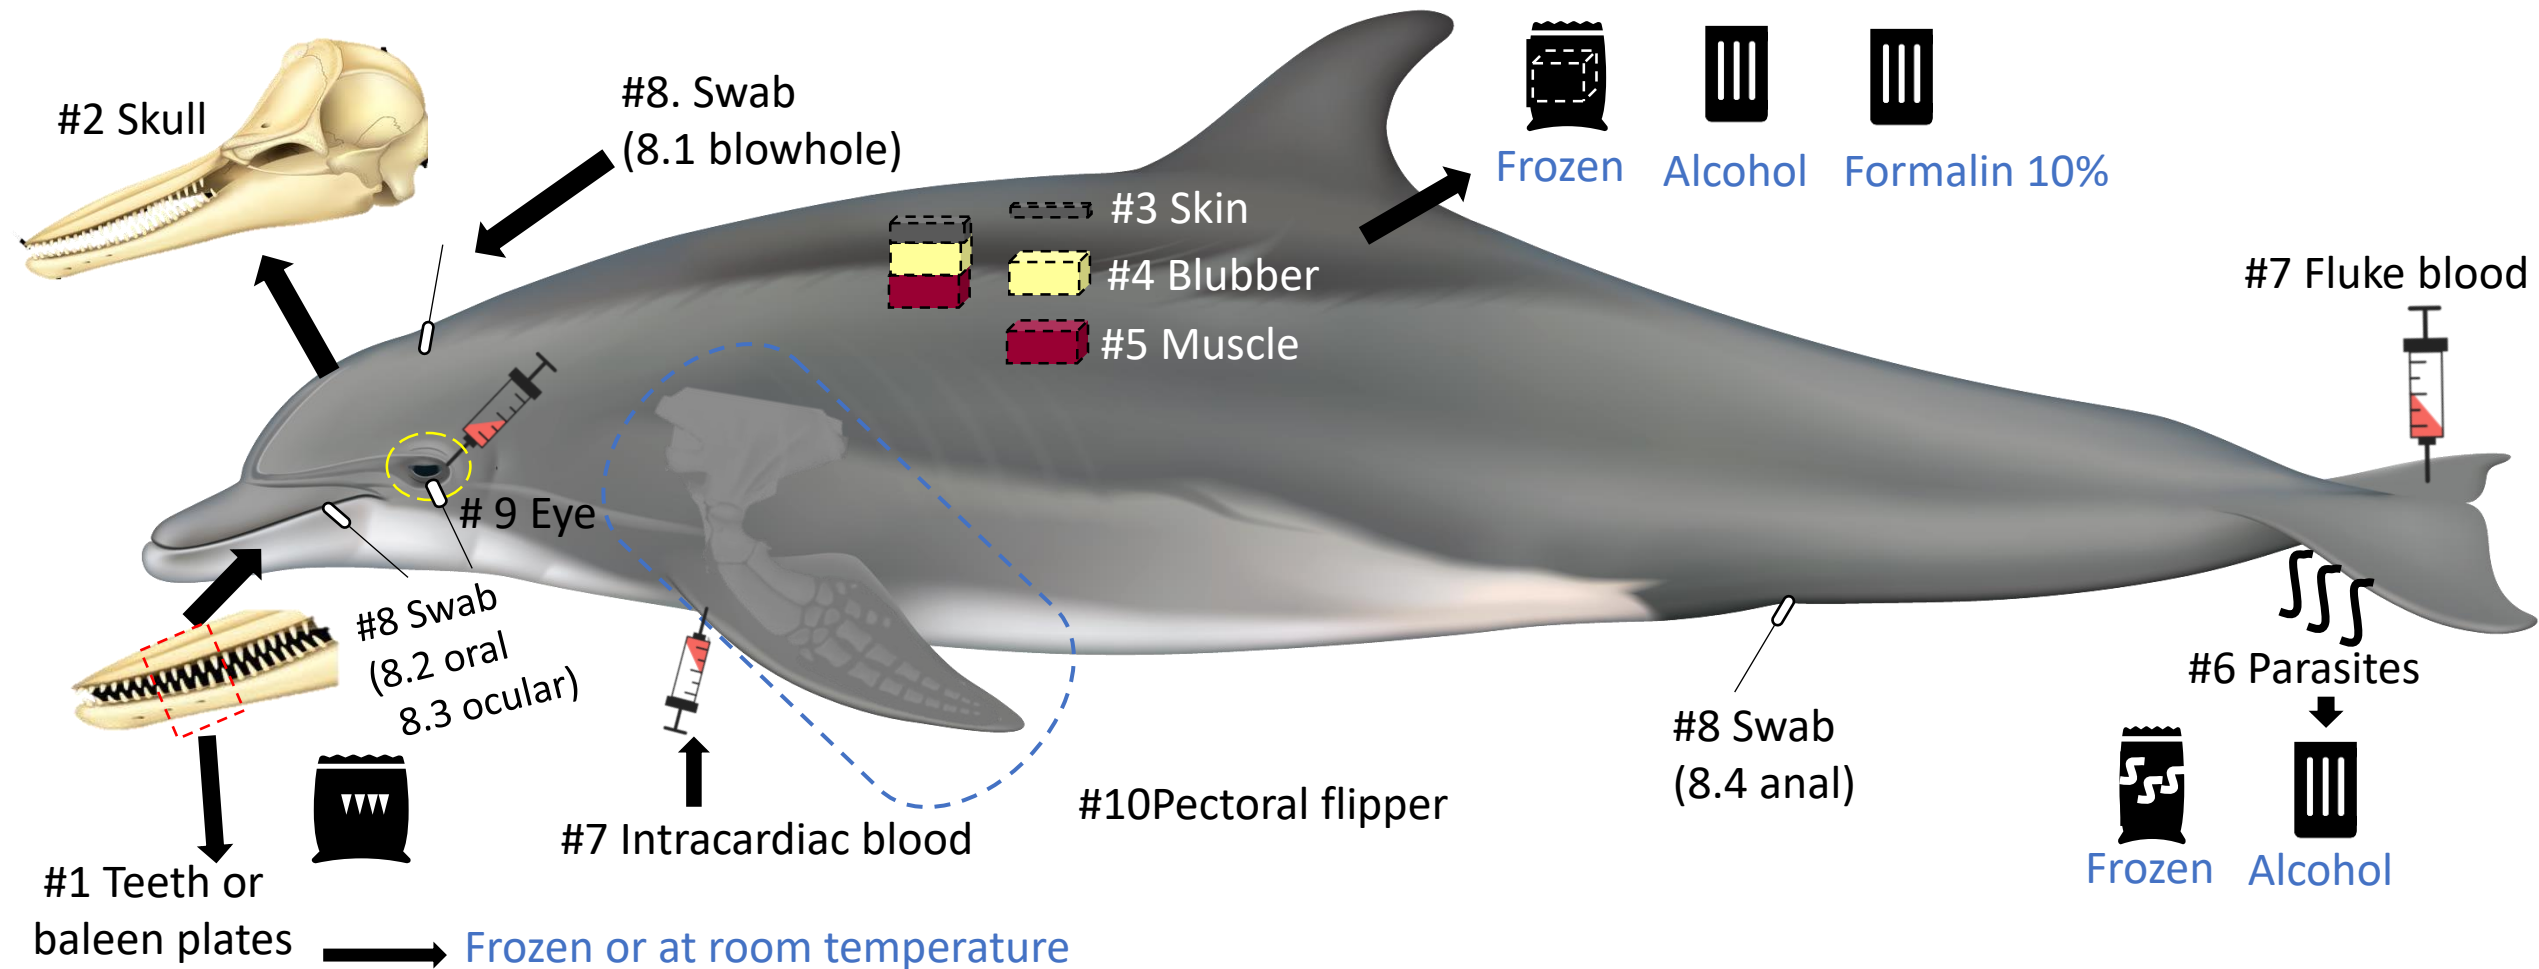 #2 Skull
#8. Swab
(8.1 blowhole)
Frozen
Alcohol
Formalin 10%
#3 Skin
#4 Blubber
#5 Muscle
#7 Fluke blood
# 9 Eye
#8 Swab
(8.2 oral
8.3 ocular)
#6 Parasites
Frozen
Alcohol
#8 Swab
(8.4 anal)
#10Pectoral flipper
#7 Intracardiac blood
#1 Teeth or
baleen plates
Frozen or at room temperature